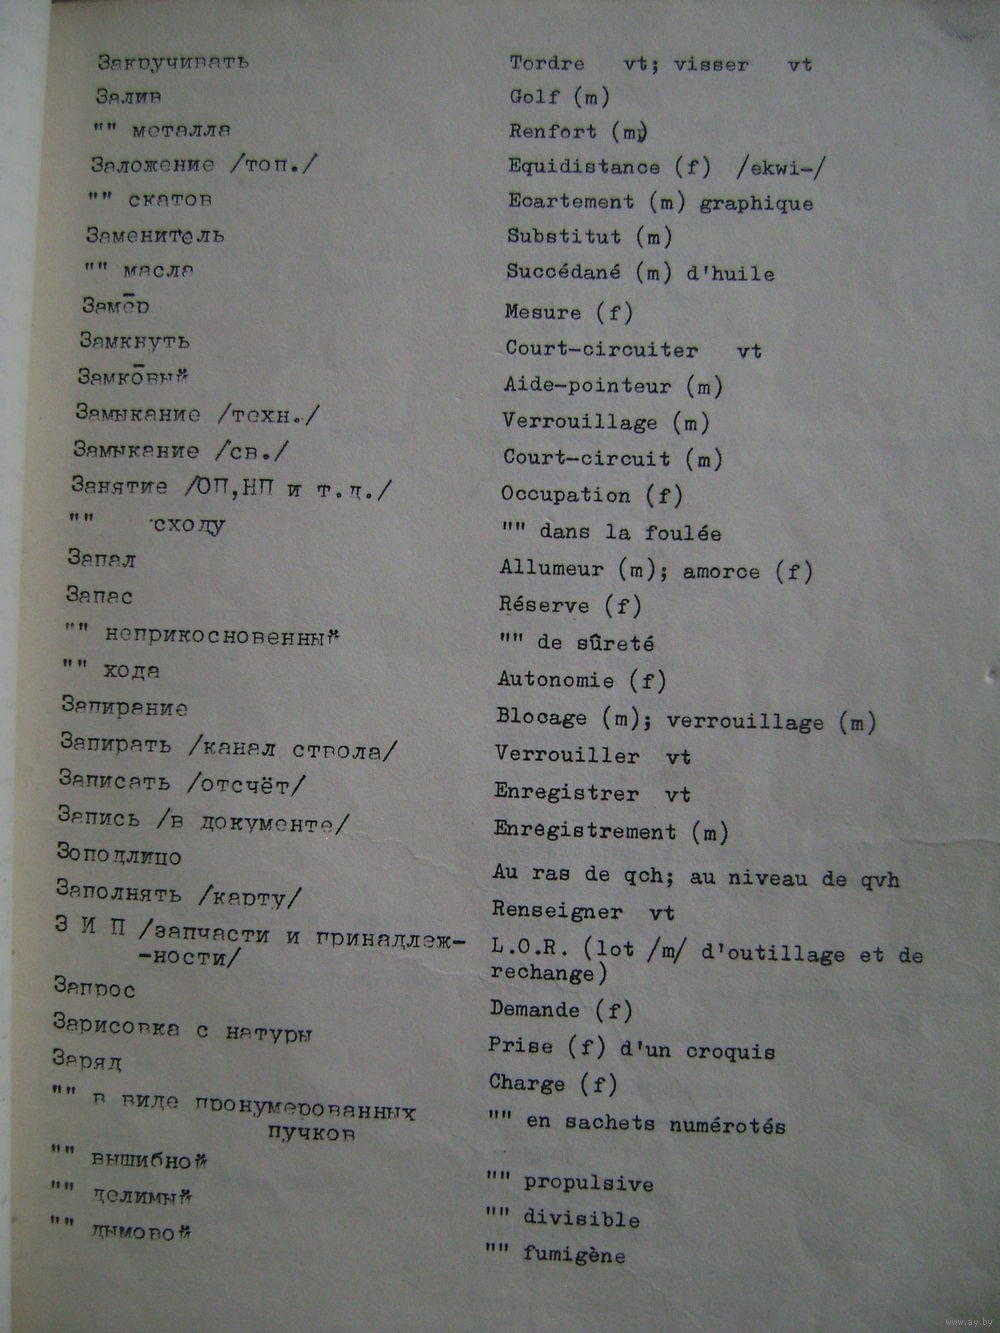 Закручивать Tordre vt; visser vt
Залив Golf (m)
"" металла Renfort (m)
Заложение /топ./ Equidistance (f) /ekwi-/
"" скатов Ecartement (m) graphique
Заменитель Substitut (m)
"" масла Succédané (m) d'huile
Замёр Mesure (f)
Замкнуть Court-circuiter vt
Замковый Aide-pointeur (m)
Замыкание /техн./ Verrouillage (m)
Замыкание /св./ Court-circuit (m)
Занятие /ОП,НП и т.д./ Occupation (f)
"" сходу "" dans la foulée
Запал Allumeur (m); amorce (f)
Запас Réserve (f)
"" неприкосновенный "" de sûreté
"" хода Autonomie (f)
Запирание Blocage (m); verrouillage (m)
Запирать /канал ствола/ Verrouiller vt
Записать /отсчёт/ Enregistrer vt
Запись /в документе/ Enregistrement (m)
Заподлицо Au ras de qch; au niveau de qvh
Заполнять /карту/ Renseigner vt
З И П /запчасти и принадлеж- L.O.R. (lot /m/ d'outillage et de
-ности/ rechange)
Запрос Demande (f)
Зарисовка с натуры Prise (f) d'un croquis
Заряд Charge (f)
"" в виде пронумерованных "" en sachets numérotés
пучков
"" вышибной "" propulsive
"" делимый "" divisible
"" дымовой "" fumigène
www.ay.by